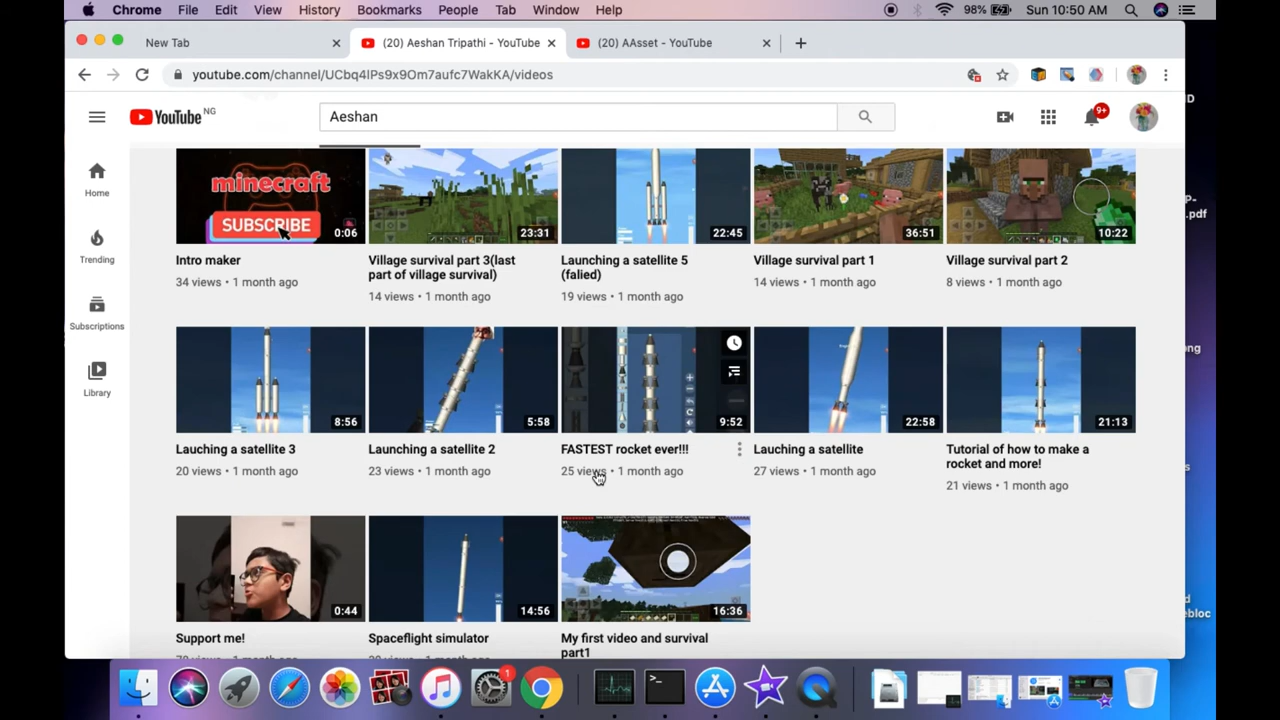 Chrome File Edit View History Bookmarks People Tab Window Help 98% Sun 10:50 AM
New Tab (20) Aeshan Tripathi - YouTube (20) AAsset - YouTube
youtube.com/channel/UCbq4lPs9x9Om7aufc7WakKA/videos
YouTube NG Aeshan 9+
Home
Trending
Subscriptions
Library
minecraft
SUBSCRIBE
0:06 23:31 22:45 36:51 10:22
Intro maker
34 views • 1 month ago
Village survival part 3(last
part of village survival)
14 views • 1 month ago
Launching a satellite 5
(falied)
19 views • 1 month ago
Village survival part 1
14 views • 1 month ago
Village survival part 2
8 views • 1 month ago
8:56 5:58 9:52 22:58 21:13
Lauching a satellite 3
20 views • 1 month ago
Launching a satellite 2
23 views • 1 month ago
FASTEST rocket ever!!!
25 views • 1 month ago
Lauching a satellite
27 views • 1 month ago
Tutorial of how to make a
rocket and more!
21 views • 1 month ago
0:44 14:56 16:36
Support me!
Spaceflight simulator
My first video and survival
part1
.pdf
ong
ebloc
1